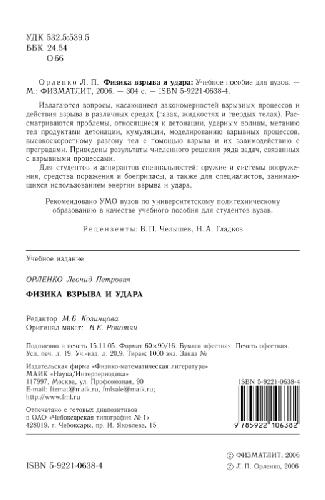 УДК 532.5:539.5
ББК 24.54
О 66
Орленко Л. П. Физика взрыва и удара: Учебное пособие для вузов. —
М.: ФИЗМАТЛИТ, 2006. — 304 с. — ISBN 5-9221-0638-4.
Излагаются вопросы, касающиеся закономерностей взрывных процессов и
действия взрыва в различных средах (газах, жидкостях и твердых телах). Рас-
сматриваются проблемы, относящиеся к детонации, ударным волнам, метанию
тел продуктами детонации, кумуляции, моделированию взрывных процессов,
высокоскоростному разгону тел с помощью взрыва и их взаимодействию с
преградами. Приведены результаты численного решения ряда задач, связанных
с взрывными процессами.
Для студентов и аспирантов специальностей: оружие и системы вооруже-
ния, средства поражения и боеприпасы, а также для специалистов, занимаю-
щихся использованием энергии взрыва и удара.
Рекомендовано УМО вузов по университетскому политехническому
образованию в качестве учебного пособия для студентов вузов.
Рецензенты: В.П. Челышев, Н.А. Гладков
Учебное издание
ОРЛЕНКО Леонид Петрович
ФИЗИКА ВЗРЫВА И УДАРА
Редактор М.Б. Козинцова
Оригинал-макет: В.К.
Подписано в печать 15.11.05. Формат 60×90/16. Бумага офсетная. Печать офсетная.
Усл. печ. л. 19. Уч.-изд. л. 20,9. Тираж 1000 экз. Заказ №
Издательская фирма «Физико-математическая литература»
МАИК «Наука/Интерпериодика»
117997, Москва, ул. Профсоюзная, 90
E-mail: fizmat@maik.ru, fmlsale@maik.ru;
http://www.fml.ru
Отпечатано с готовых диапозитивов
в ОАО «Чебоксарская типография № 1»
428019, г. Чебоксары, пр. И. Яковлева, 15
ISBN 5-9221-0638-4
9 785922 106382
ISBN 5-9221-0638-4
© ФИЗМАТЛИТ, 2006
© Л. П. Орленко, 2006